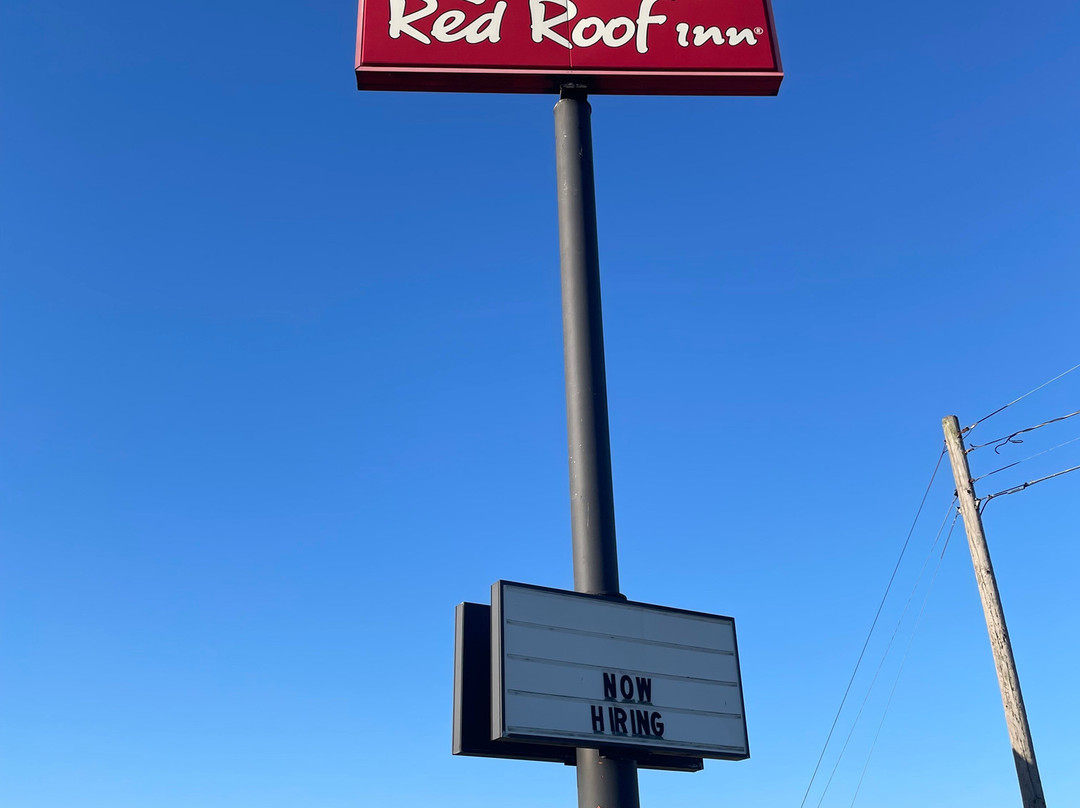 Red Roof inn®
NOW
HIRING